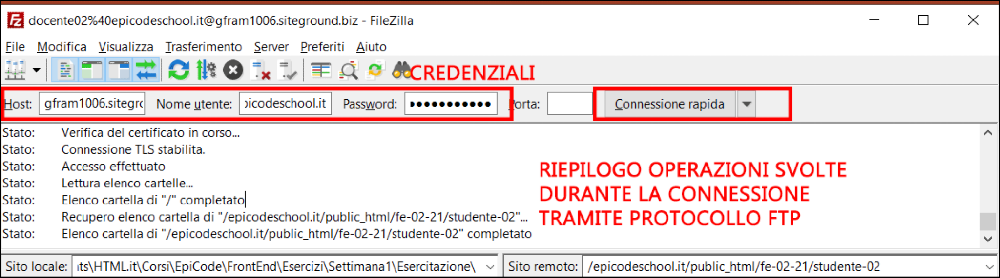 docente02%40epicodeschool.it@gfram1006.siteground.biz - FileZilla
File Modifica Visualizza Trasferimento Server Preferiti Aiuto
CREDENZIALI
Host: gfram1006.sitegr Nome utente: picodeschool.it Password: ●●●●●●●●●●● Porta: Connessione rapida
Stato: Verifica del certificato in corso...
Stato: Connessione TLS stabilita.
Stato: Accesso effettuato
Stato: Lettura elenco cartelle...
Stato: Elenco cartella di "/" completato
Stato: Recupero elenco cartella di "/epicodeschool.it/public_html/fe-02-21/studente-02"...
Stato: Elenco cartella di "/epicodeschool.it/public_html/fe-02-21/studente-02" completato
RIEPILOGO OPERAZIONI SVOLTE
DURANTE LA CONNESSIONE
TRAMITE PROTOCOLLO FTP
Sito locale: ts\HTML.it\Corsi\EpiCode\FrontEnd\Esercizi\Settimana1\Esercitazione\ Sito remoto: /epicodeschool.it/public_html/fe-02-21/studente-02